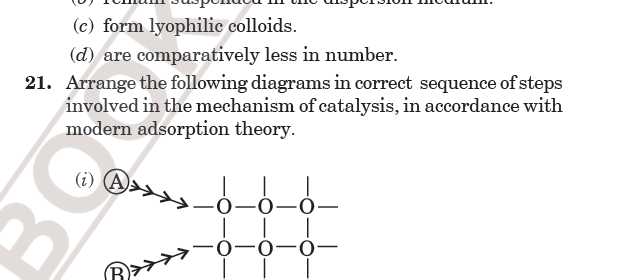 (b) remain suspended in the dispersion medium.
(c) form lyophilic colloids.
(d) are comparatively less in number.
21. Arrange the following diagrams in correct sequence of steps
involved in the mechanism of catalysis, in accordance with
modern adsorption theory.
(i) A
O O O
O O O
B
BOOK